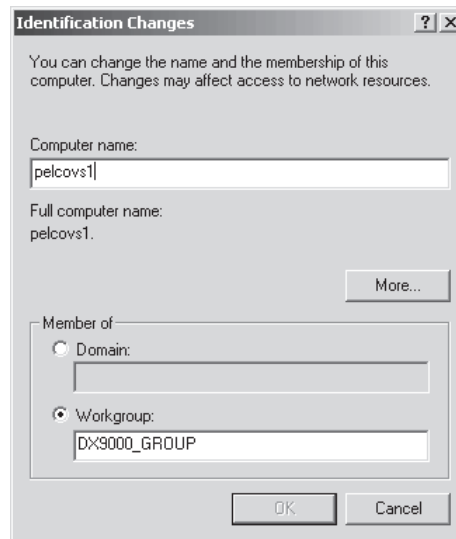 Identification Changes
You can change the name and the membership of this
computer. Changes may affect access to network resources.
Computer name:
pelcovs1
Full computer name:
pelcovs1.
More...
Member of
Domain:
Workgroup:
DX9000_GROUP
OK
Cancel